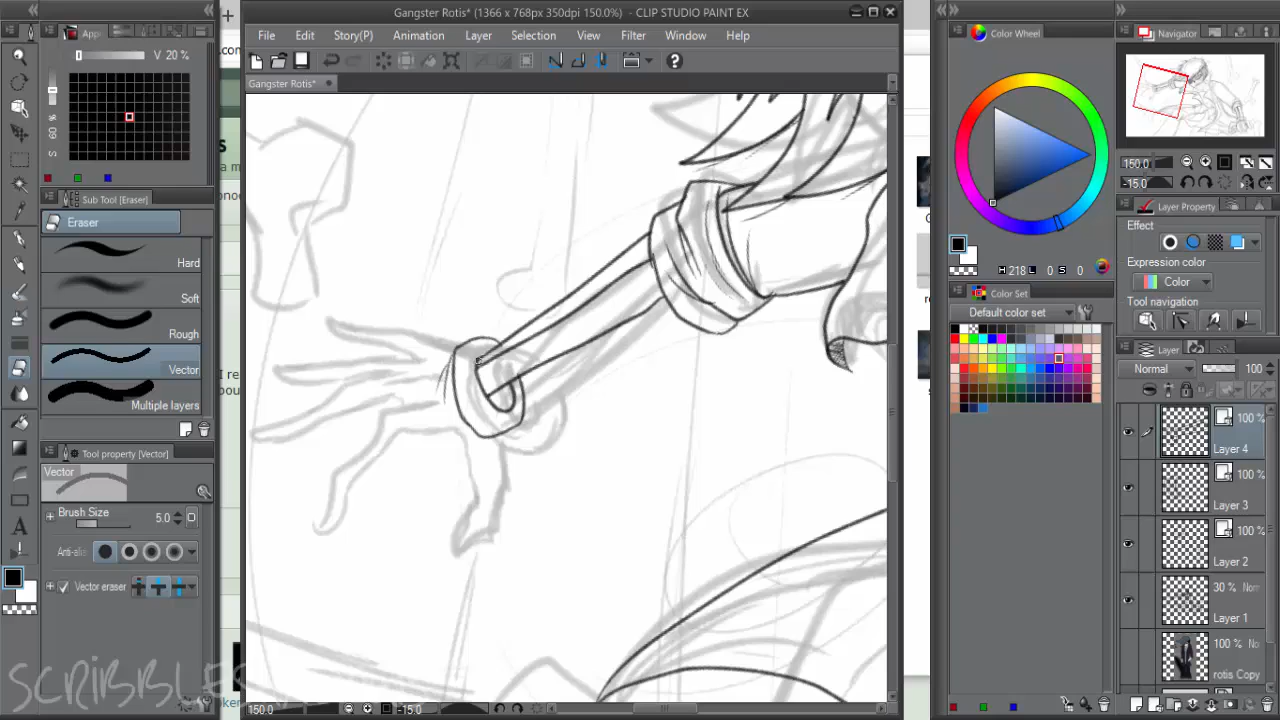 Gangster Rotis* (1366 x 768px 350dpi 150.0%) - CLIP STUDIO PAINT EX
File Edit Story(P) Animation Layer Selection View Filter Window Help
Gangster Rotis*
App
V 20 %
% 60 S
Sub Tool [Eraser]
Eraser
Hard
Soft
Rough
Vector
Multiple layers
Tool property [Vector]
Vector
Brush Size 5.0
Vector eraser
SCRIBBLES
150.0 -15.0
Color Wheel
H 218 L 0 S 0
Color Set
Default color set
Navigator
150.0
-15.0
Layer Property
Effect
Expression color
Color
Tool navigation
Layer
Normal 100
100 %
Layer 4
100 %
Layer 3
100 %
Layer 2
30 % Nor
Layer 1
100 % No
rotis Copy